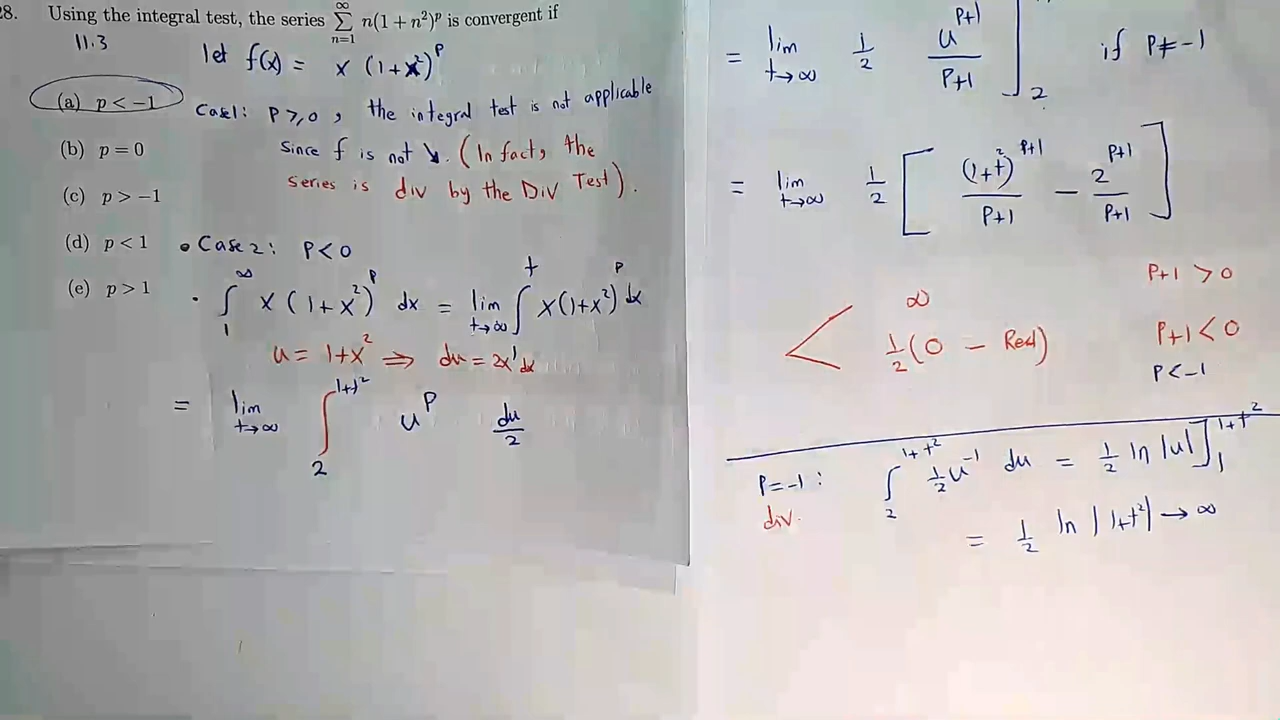 28. Using the integral test, the series ∑_{n=1}^{∞} n(1 + n²)^p is convergent if
11.3
let f(x) = x (1+x²)^p
(a) p < −1
Case1: P ≥ 0, the integral test is not applicable
Since f is not ↘. (In fact, the
series is div by the Div Test).
(b) p = 0
(c) p > −1
(d) p < 1
• Case 2: P < 0
(e) p > 1
• ∫_1^∞ x (1+x²)^p dx = lim_{t→∞} ∫^t x(1+x²)^p dx
u = 1+x² ⇒ du = 2x' dx
= lim_{t→∞} ∫_2^{1+t²} u^p du/2
= lim_{t→∞} 1/2 u^{p+1}/(p+1) ]_2 if P ≠ −1
= lim_{t→∞} 1/2 [ (1+t²)^{p+1}/(p+1) − 2^{p+1}/(p+1) ]
∞ P+1 > 0
< 1/2 (0 − Real) P+1 < 0
P < −1
P = −1: ∫_2^{1+t²} 1/2 u^{-1} du = 1/2 ln |u| ]_1^{1+t²}
div.
= 1/2 ln |1+t²| → ∞